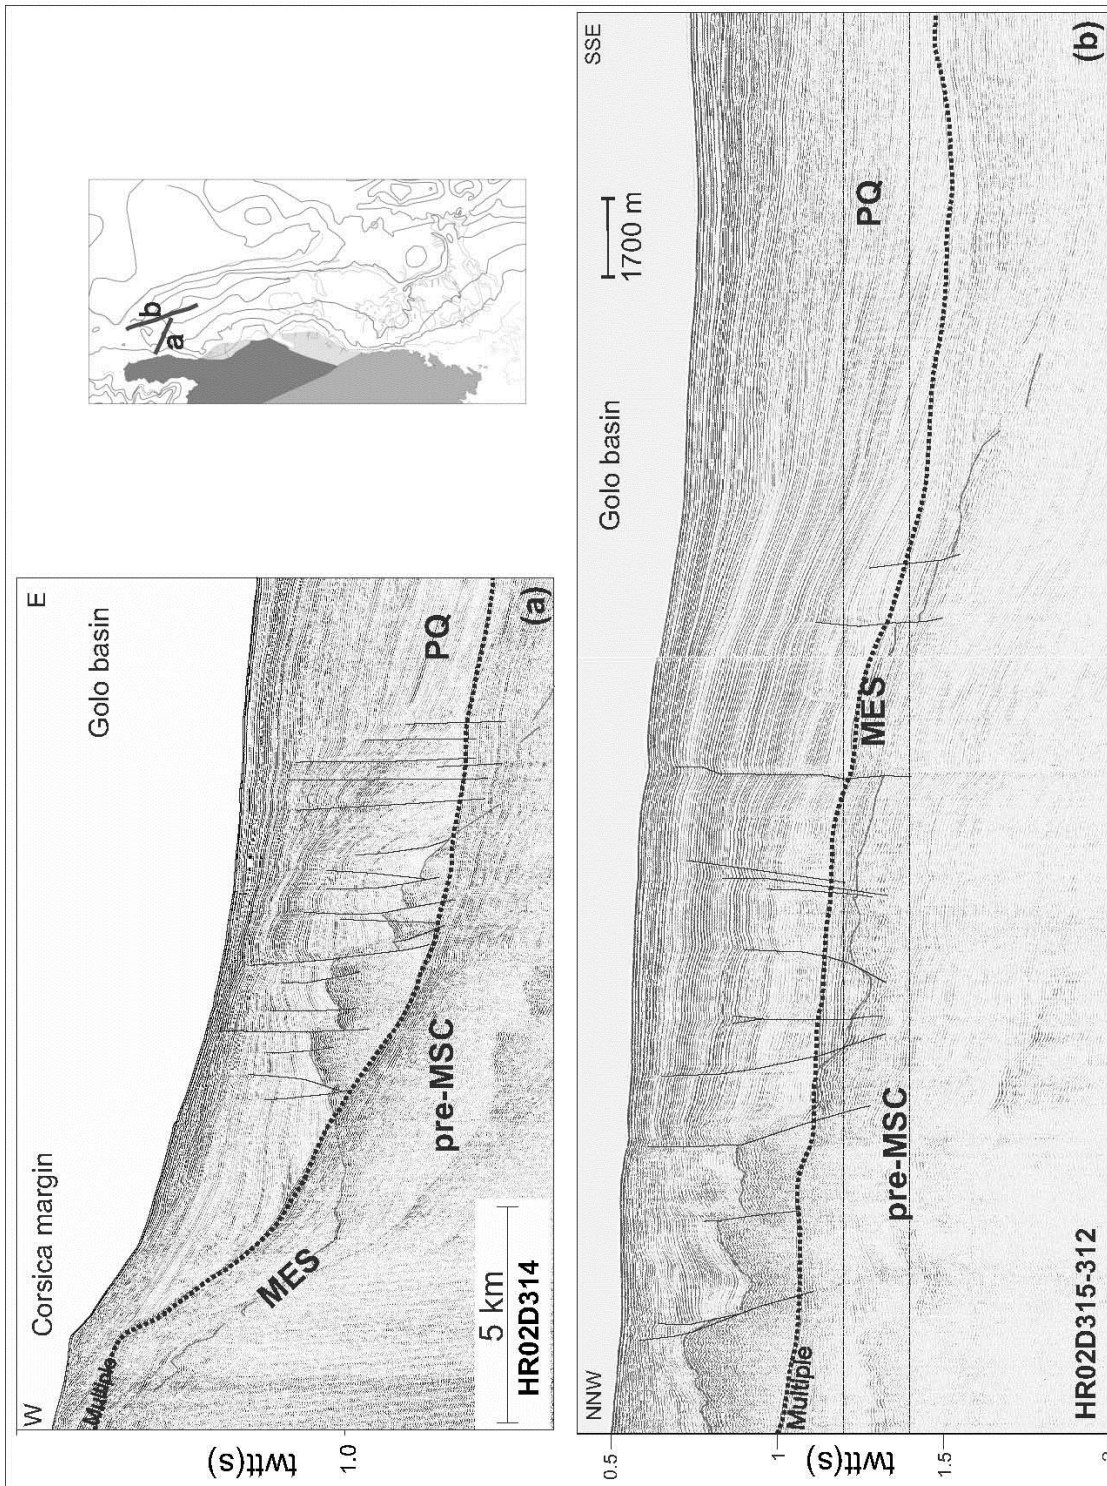 W E
Corsica margin
Golo basin
Multiple
twtt(s)
MES
1.0
PQ
pre-MSC
5 km
HR02D314
(a)
b
a
NNW SSE
0.5
Golo basin
1700 m
1
Multiple
twtt(s)
PQ
MES
pre-MSC
1.5
HR02D315-312
(b)